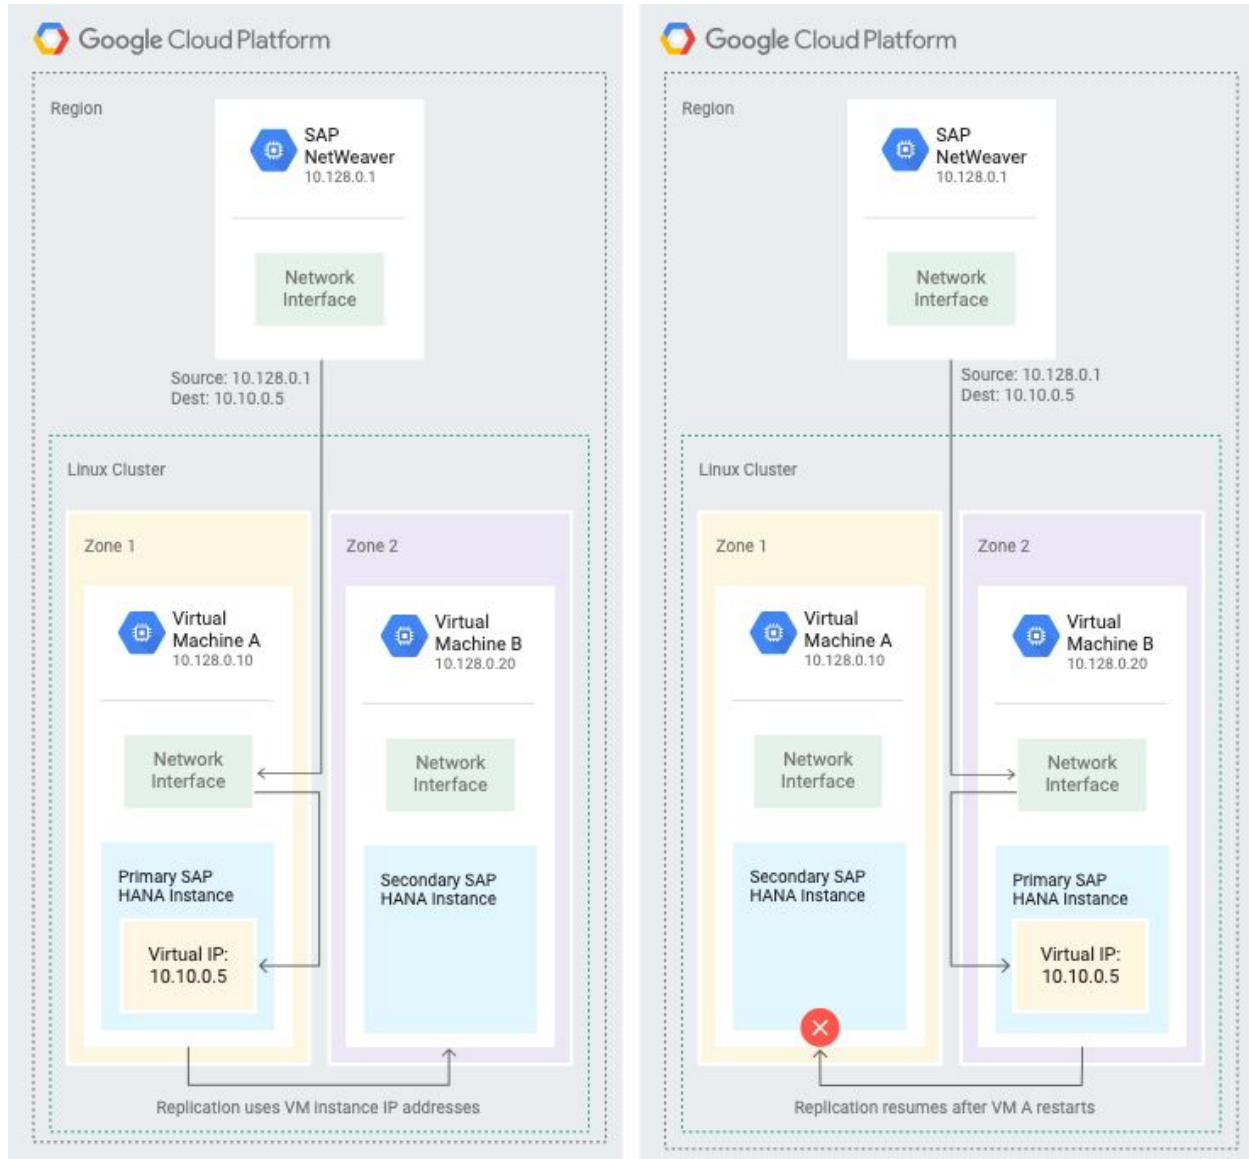 Google Cloud Platform
Region
SAP
NetWeaver
10.128.0.1
Network
Interface
Source: 10.128.0.1
Dest: 10.10.0.5
Linux Cluster
Zone 1
Virtual
Machine A
10.128.0.10
Network
Interface
Primary SAP
HANA Instance
Virtual IP:
10.10.0.5
Zone 2
Virtual
Machine B
10.128.0.20
Network
Interface
Secondary SAP
HANA Instance
Replication uses VM instance IP addresses
Google Cloud Platform
Region
SAP
NetWeaver
10.128.0.1
Network
Interface
Source: 10.128.0.1
Dest: 10.10.0.5
Linux Cluster
Zone 1
Virtual
Machine A
10.128.0.10
Network
Interface
Secondary SAP
HANA Instance
Zone 2
Virtual
Machine B
10.128.0.20
Network
Interface
Primary SAP
HANA Instance
Virtual IP:
10.10.0.5
Replication resumes after VM A restarts